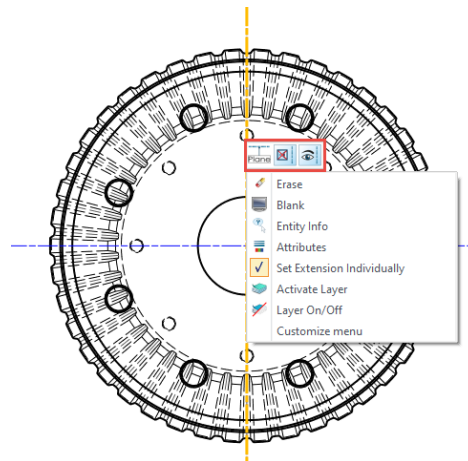 Plane
Erase
Blank
Entity Info
Attributes
Set Extension Individually
Activate Layer
Layer On/Off
Customize menu